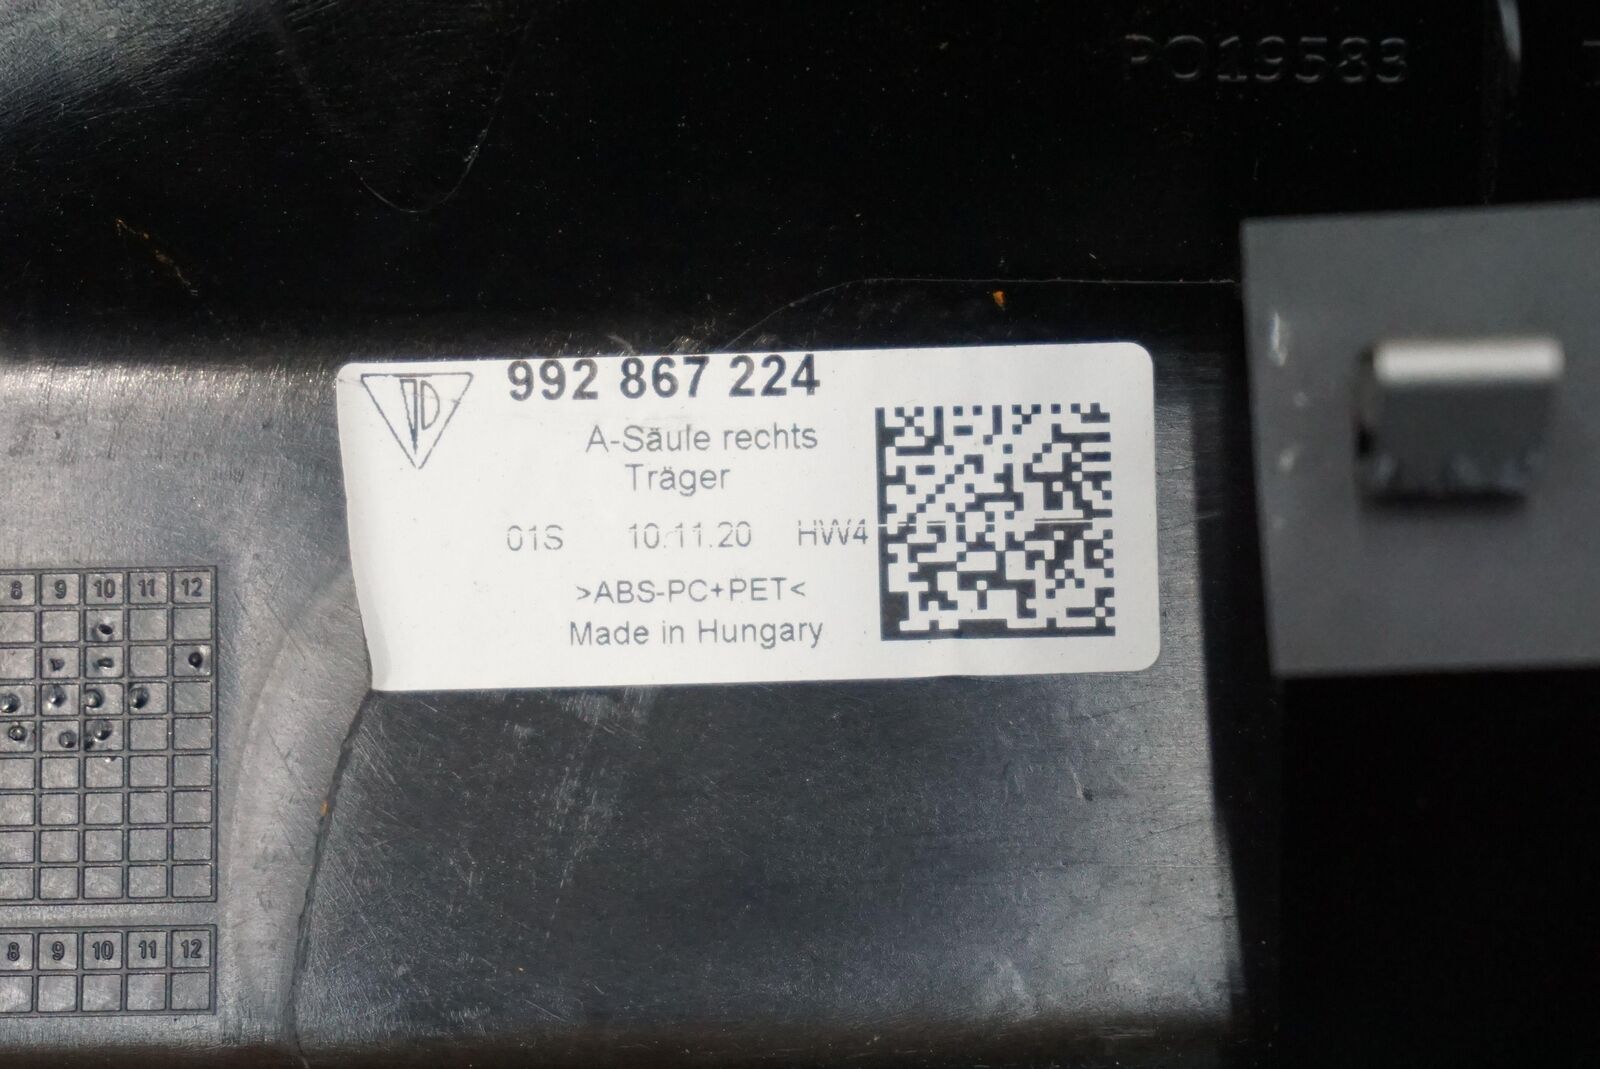 PO19583
992 867 224
A-Säule rechts
Träger
01S 10.11.20 HW4
>ABS-PC+PET<
Made in Hungary
8 9 10 11 12
8 9 10 11 12